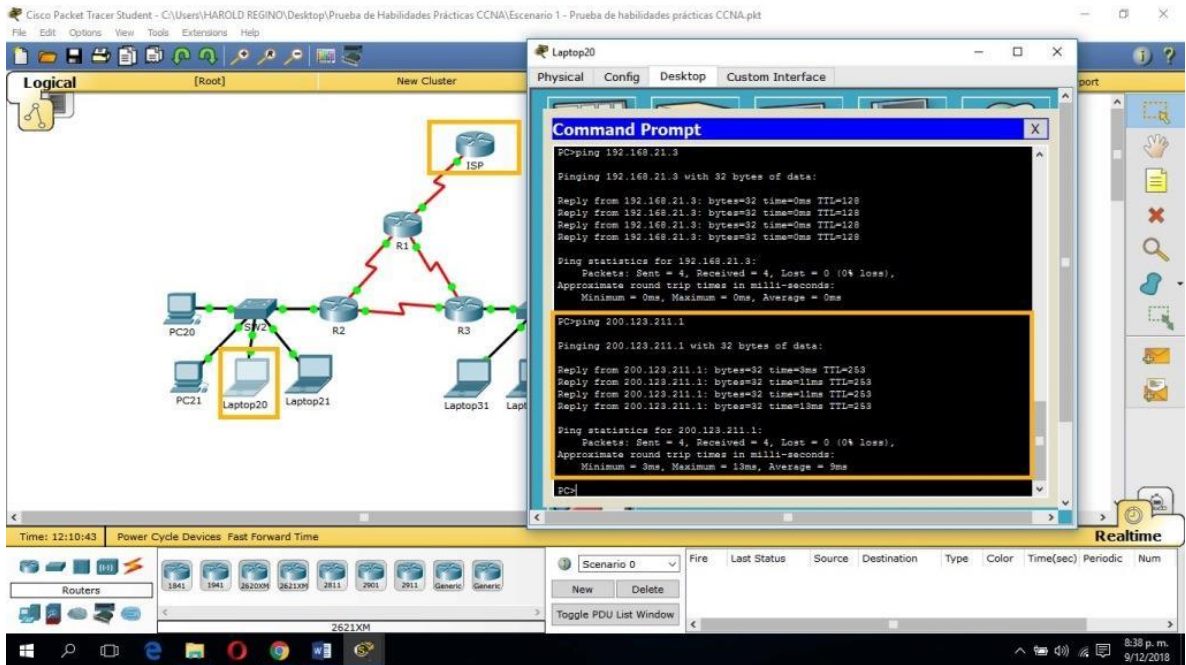 Cisco Packet Tracer Student - C:\Users\HAROLD REGINO\Desktop\Prueba de Habilidades Prácticas CCNA\Escenario 1 - Prueba de habilidades prácticas CCNA.pkt
File Edit Options View Tools Extensions Help
Logical [Root] New Cluster
port
ISP
R1
PC20
SW2
R2
R3
PC21
Laptop20
Laptop21
Laptop31
Lapt
Laptop20
Physical Config Desktop Custom Interface
Command Prompt X
PC>ping 192.168.21.3
Pinging 192.168.21.3 with 32 bytes of data:
Reply from 192.168.21.3: bytes=32 time=0ms TTL=128
Reply from 192.168.21.3: bytes=32 time=0ms TTL=128
Reply from 192.168.21.3: bytes=32 time=0ms TTL=128
Reply from 192.168.21.3: bytes=32 time=0ms TTL=128
Ping statistics for 192.168.21.3:
Packets: Sent = 4, Received = 4, Lost = 0 (0% loss),
Approximate round trip times in milli-seconds:
Minimum = 0ms, Maximum = 0ms, Average = 0ms
PC>ping 200.123.211.1
Pinging 200.123.211.1 with 32 bytes of data:
Reply from 200.123.211.1: bytes=32 time=3ms TTL=253
Reply from 200.123.211.1: bytes=32 time=11ms TTL=253
Reply from 200.123.211.1: bytes=32 time=11ms TTL=253
Reply from 200.123.211.1: bytes=32 time=13ms TTL=253
Ping statistics for 200.123.211.1:
Packets: Sent = 4, Received = 4, Lost = 0 (0% loss),
Approximate round trip times in milli-seconds:
Minimum = 3ms, Maximum = 13ms, Average = 9ms
PC>
Time: 12:10:43 Power Cycle Devices Fast Forward Time
Realtime
Routers
1841 1941 2620XM 2621XM 2811 2901 2911 Generic Generic
2621XM
Scenario 0
New Delete
Toggle PDU List Window
Fire Last Status Source Destination Type Color Time(sec) Periodic Num
8:38 p. m.
9/12/2018